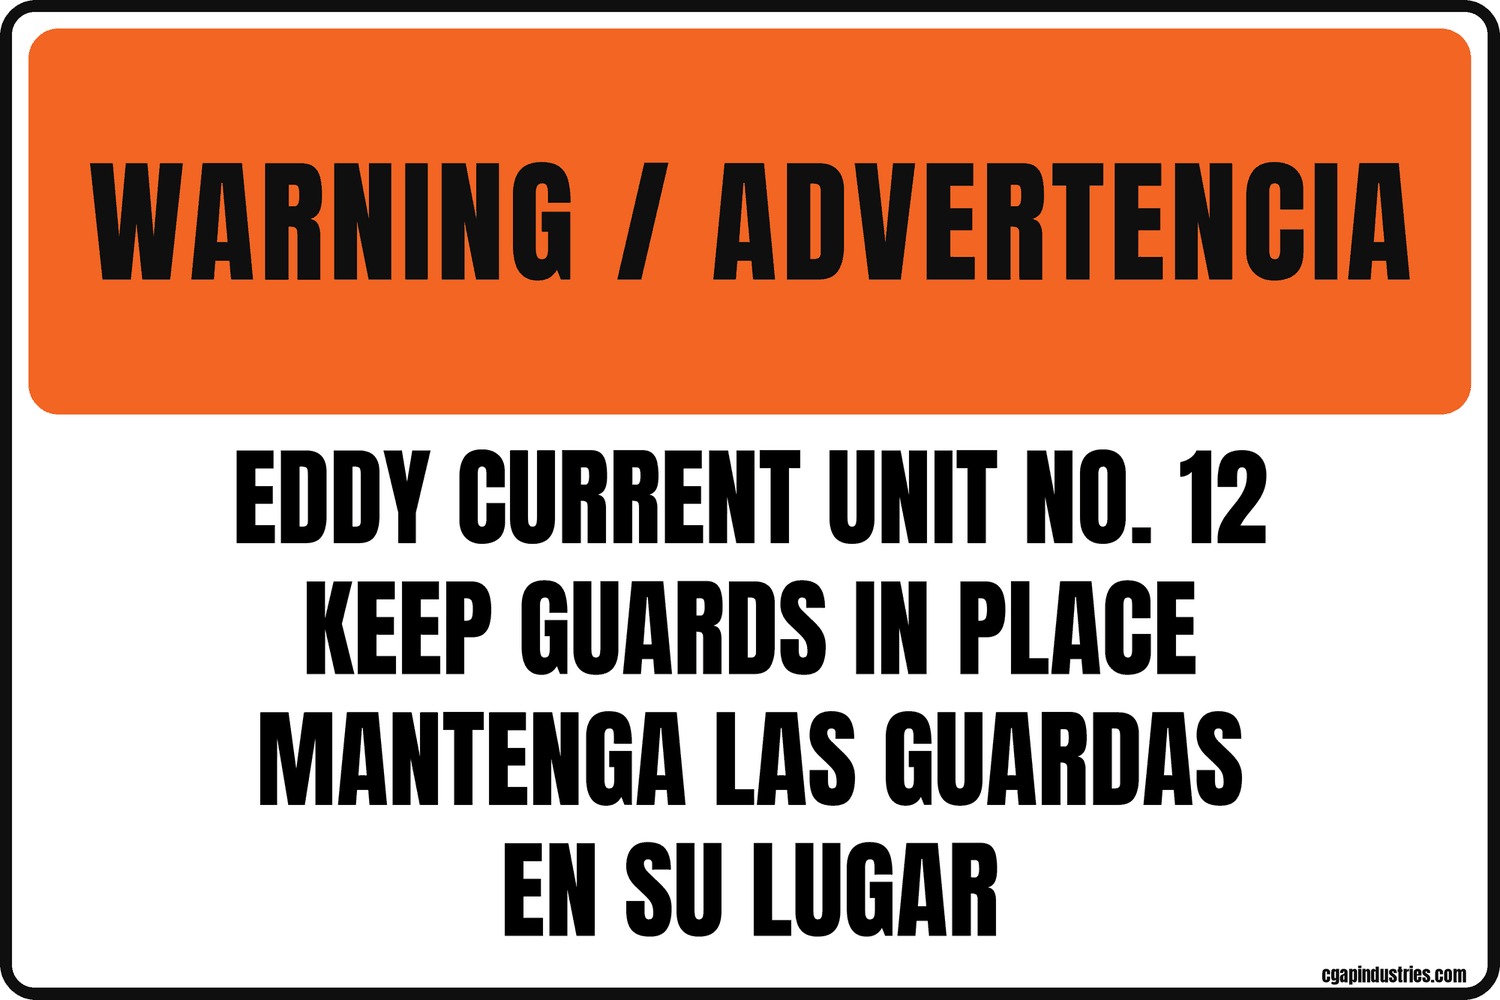 WARNING / ADVERTENCIA
EDDY CURRENT UNIT NO. 12
KEEP GUARDS IN PLACE
MANTENGA LAS GUARDAS
EN SU LUGAR
cgapindustries.com